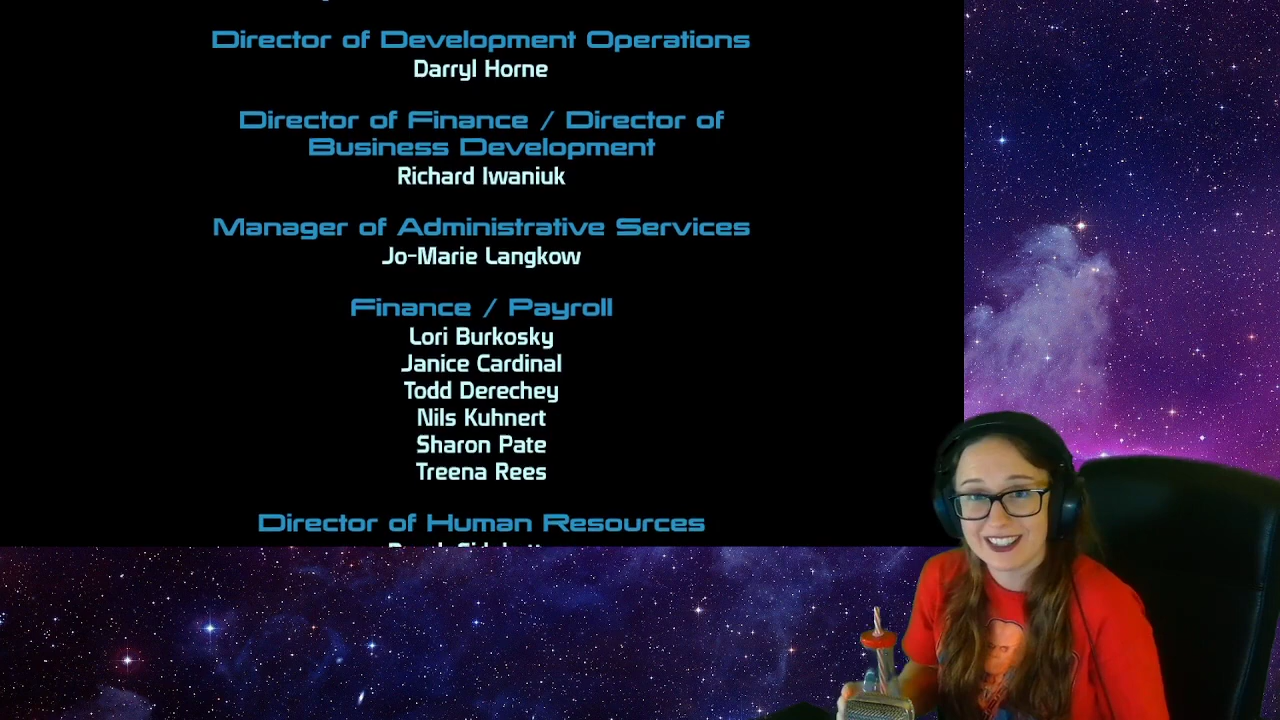 Director of Development Operations
Darryl Horne
Director of Finance / Director of
Business Development
Richard Iwaniuk
Manager of Administrative Services
Jo-Marie Langkow
Finance / Payroll
Lori Burkosky
Janice Cardinal
Todd Derechey
Nils Kuhnert
Sharon Pate
Treena Rees
Director of Human Resources